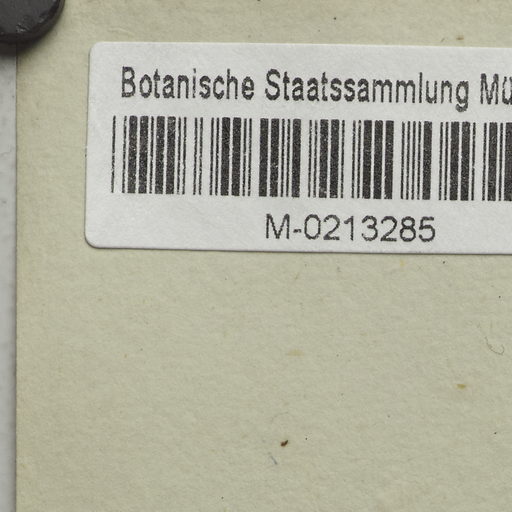 Botanische Staatssammlung Mü
M-0213285